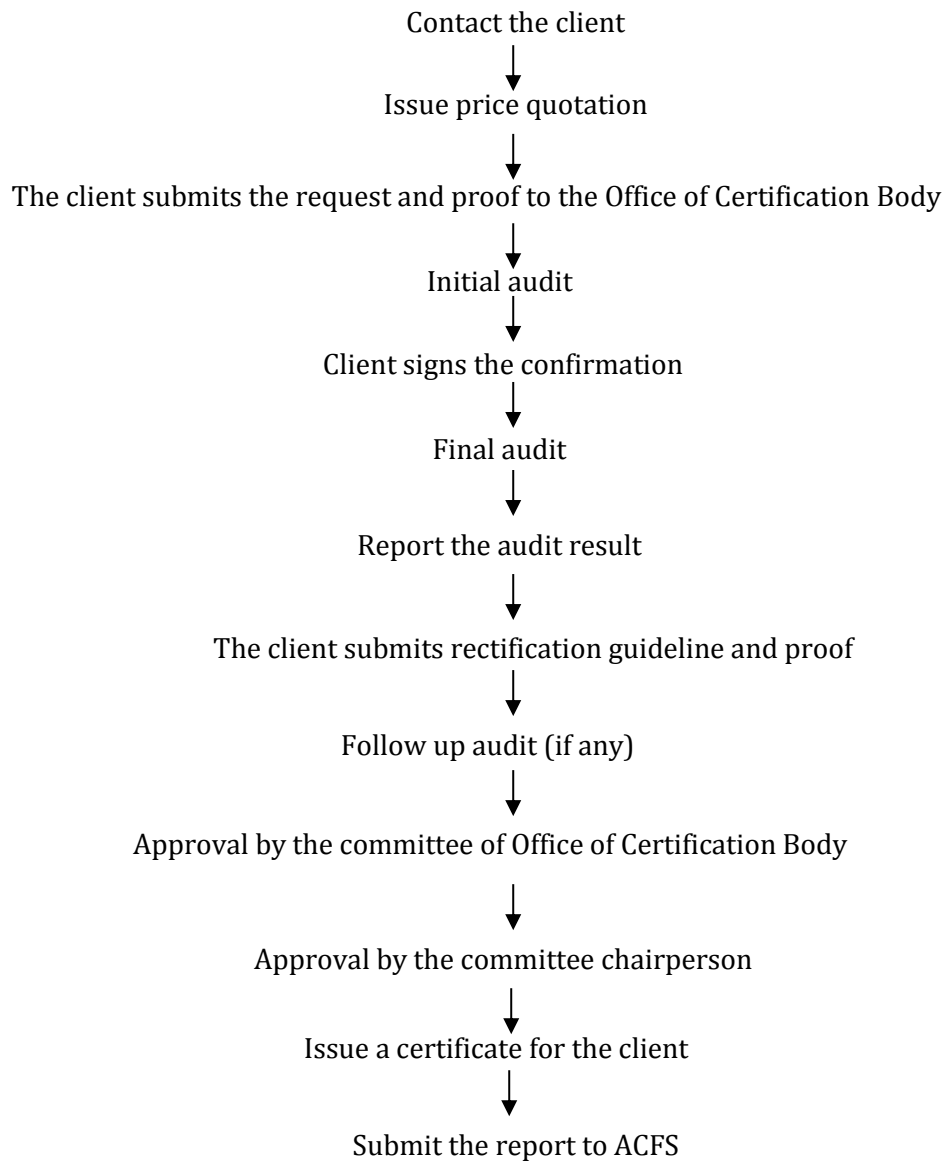 Contact the client
Issue price quotation
The client submits the request and proof to the Office of Certification Body
Initial audit
Client signs the confirmation
Final audit
Report the audit result
The client submits rectification guideline and proof
Follow up audit (if any)
Approval by the committee of Office of Certification Body
Approval by the committee chairperson
Issue a certificate for the client
Submit the report to ACFS